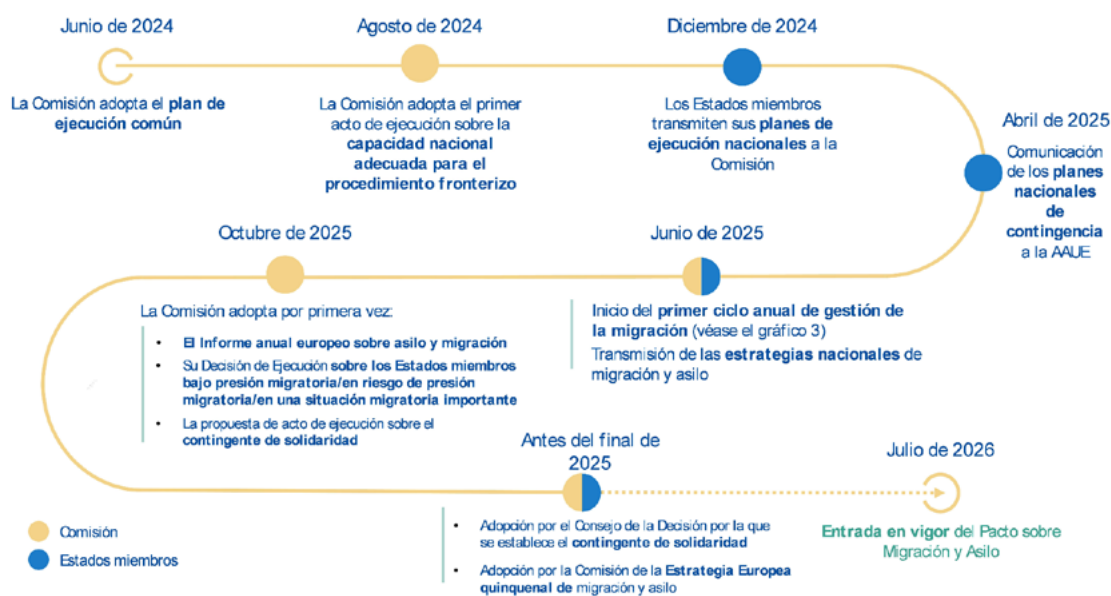 Junio de 2024
La Comisión adopta el plan de
ejecución común
Agosto de 2024
La Comisión adopta el primer
acto de ejecución sobre la
capacidad nacional
adecuada para el
procedimiento fronterizo
Diciembre de 2024
Los Estados miembros
transmiten sus planes de
ejecución nacionales a la
Comisión
Abril de 2025
Comunicación
de los planes
nacionales
de
contingencia
a la AAUE
Junio de 2025
Inicio del primer ciclo anual de gestión de
la migración (véase el gráfico 3)
Transmisión de las estrategias nacionales de
migración y asilo
Octubre de 2025
La Comisión adopta por primera vez:
• El Informe anual europeo sobre asilo y migración
• Su Decisión de Ejecución sobre los Estados miembros
bajo presión migratoria/en riesgo de presión
migratoria/en una situación migratoria importante
• La propuesta de acto de ejecución sobre el
contingente de solidaridad
Antes del final de
2025
• Adopción por el Consejo de la Decisión por la que
se establece el contingente de solidaridad
• Adopción por la Comisión de la Estrategia Europea
quinquenal de migración y asilo
Julio de 2026
Entrada en vigor del Pacto sobre
Migración y Asilo
Comisión
Estados miembros